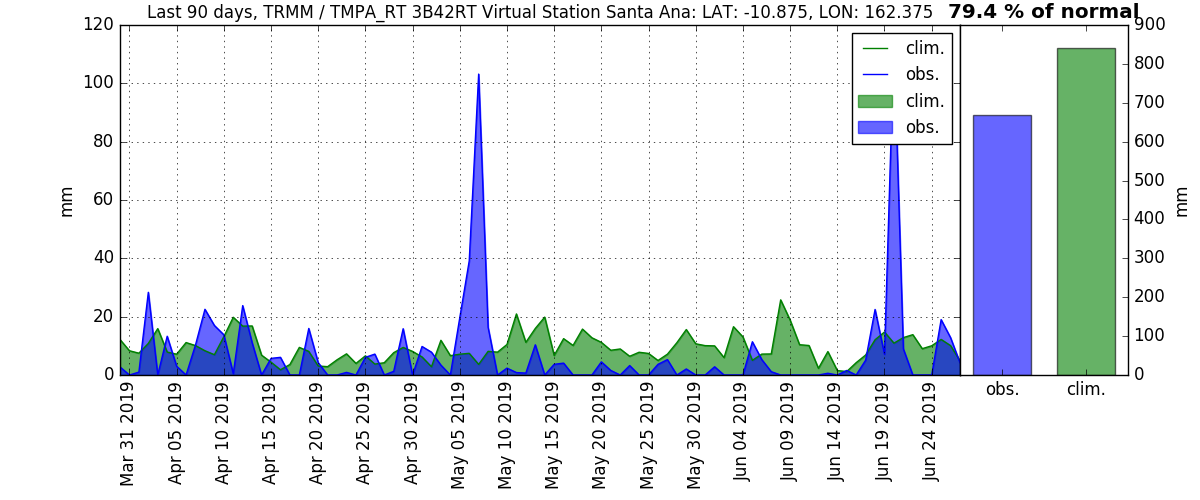 Last 90 days, TRMM / TMPA_RT 3B42RT Virtual Station Santa Ana: LAT: -10.875, LON: 162.375
79.4 % of normal
120
100
80
60
40
20
0
mm
clim.
obs.
clim.
obs.
Mar 31 2019
Apr 05 2019
Apr 10 2019
Apr 15 2019
Apr 20 2019
Apr 25 2019
Apr 30 2019
May 05 2019
May 10 2019
May 15 2019
May 20 2019
May 25 2019
May 30 2019
Jun 04 2019
Jun 09 2019
Jun 14 2019
Jun 19 2019
Jun 24 2019
900
800
700
600
500
400
300
200
100
0
mm
obs.
clim.